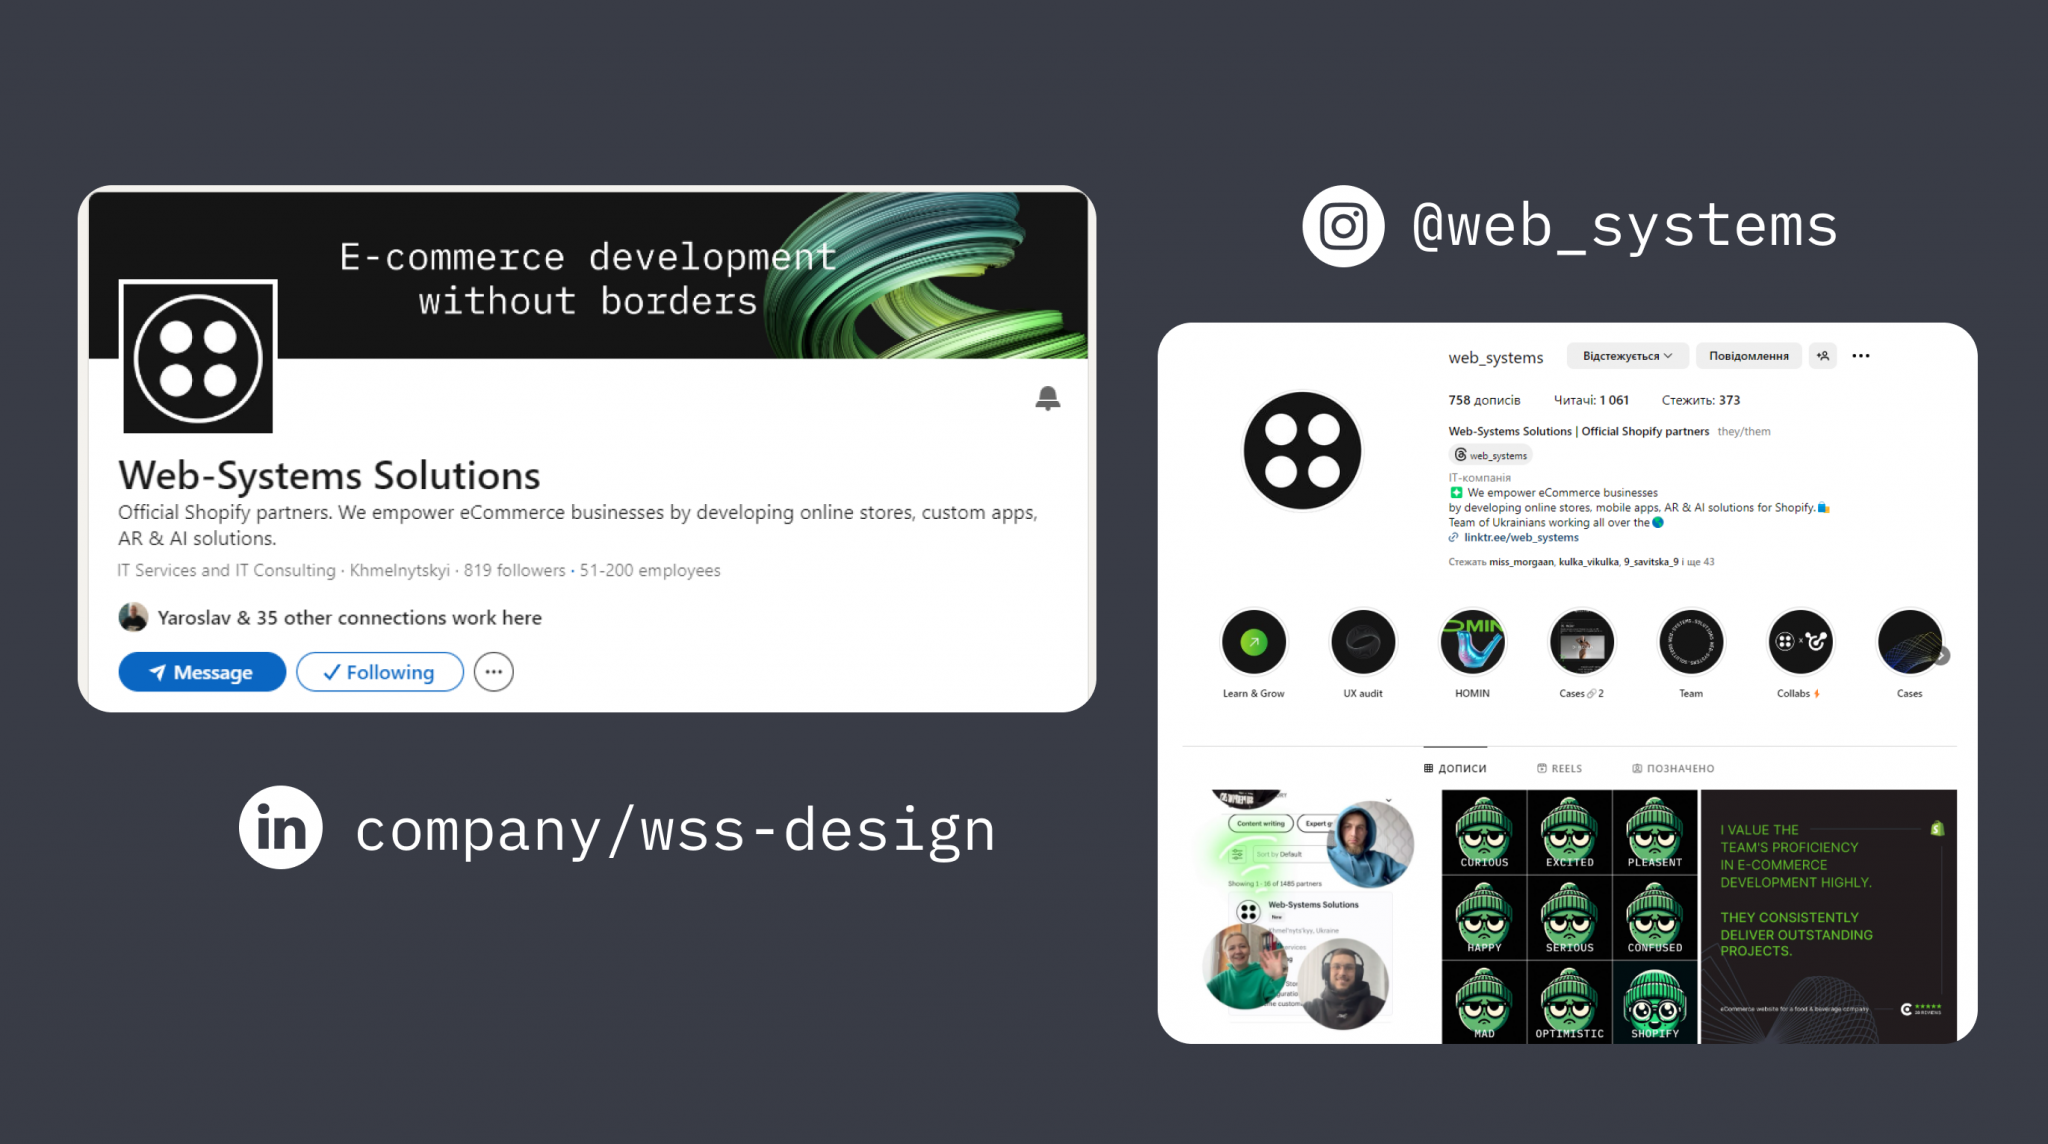 E-commerce development
without borders
Web-Systems Solutions
Official Shopify partners. We empower eCommerce businesses by developing online stores, custom apps,
AR & AI solutions.
IT Services and IT Consulting · Khmelnytskyi · 819 followers · 51-200 employees
Yaroslav & 35 other connections work here
Message
Following
in company/wss-design
@web_systems
web_systems
Відстежується
Повідомлення
758 дописів
Читачі: 1 061
Стежить: 373
Web-Systems Solutions | Official Shopify partners they/them
web_systems
IT-компанія
We empower eCommerce businesses
by developing online stores, mobile apps, AR & AI solutions for Shopify.
Team of Ukrainians working all over the
linktr.ee/web_systems
Стежать miss_morgaan, kulka_vikulka, 9_savitska_9 і ще 43
Learn & Grow
UX audit
HOMIN
Cases 2
Team
Collabs
Cases
ДОПИСИ
REELS
ПОЗНАЧЕНО
Content writing
Expert
Sort by Default
Showing 1 - 16 of 1485 partners
Web-Systems Solutions
New
Khmel'nyts'kyy, Ukraine
CURIOUS
EXCITED
PLEASENT
HAPPY
SERIOUS
CONFUSED
MAD
OPTIMISTIC
SHOPIFY
I VALUE THE
TEAM'S PROFICIENCY
IN E-COMMERCE
DEVELOPMENT HIGHLY.
THEY CONSISTENTLY
DELIVER OUTSTANDING
PROJECTS.
eCommerce website for a food & beverage company